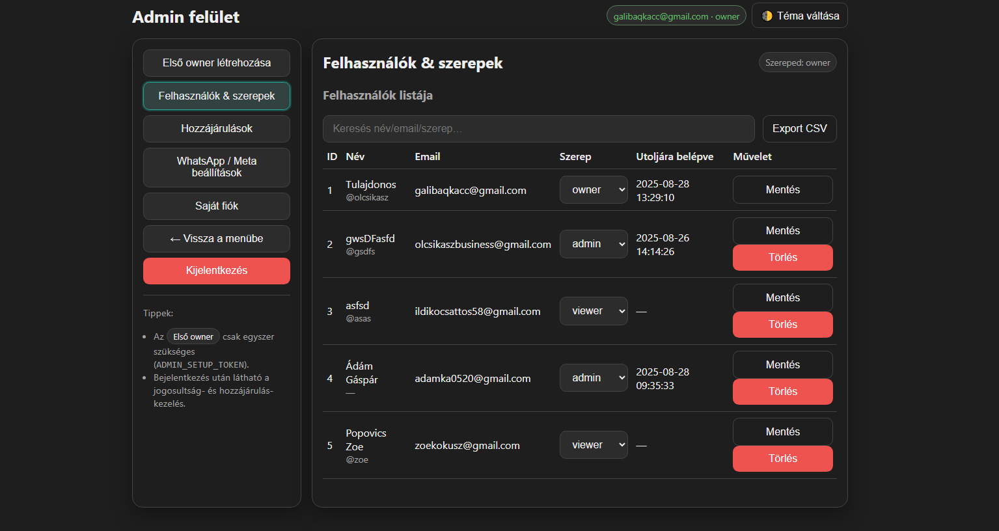 Admin felület
galibaqkacc@gmail.com · owner
🌗 Téma váltása
Első owner létrehozása
Felhasználók & szerepek
Hozzájárulások
WhatsApp / Meta
beállítások
Saját fiók
← Vissza a menübe
Kijelentkezés
Tippek:
• Az Első owner csak egyszer
szükséges
(ADMIN_SETUP_TOKEN).
• Bejelentkezés után látható a
jogosultság- és hozzájárulás-
kezelés.
Felhasználók & szerepek
Szereped: owner
Felhasználók listája
Keresés név/email/szerep…
Export CSV
ID Név Email Szerep Utoljára belépve Művelet
1 Tulajdonos galibaqkacc@gmail.com owner 2025-08-28 Mentés
@olcsikasz 13:29:10
2 gwsDFasfd olcsikaszbusiness@gmail.com admin 2025-08-26 Mentés
@gsdfs 14:14:26 Törlés
3 asfsd ildikocsattos58@gmail.com viewer — Mentés
@asas Törlés
4 Ádám adamka0520@gmail.com admin 2025-08-28 Mentés
Gáspár 09:35:33 Törlés
—
5 Popovics zoekokusz@gmail.com viewer — Mentés
Zoe Törlés
@zoe